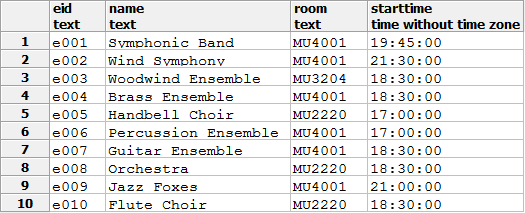 eid name room starttime
text text text time without time zone
1 e001 Symphonic Band MU4001 19:45:00
2 e002 Wind Symphony MU4001 21:30:00
3 e003 Woodwind Ensemble MU3204 18:30:00
4 e004 Brass Ensemble MU4001 18:30:00
5 e005 Handbell Choir MU2220 17:00:00
6 e006 Percussion Ensemble MU4001 17:00:00
7 e007 Guitar Ensemble MU4001 18:30:00
8 e008 Orchestra MU2220 18:30:00
9 e009 Jazz Foxes MU4001 21:00:00
10 e010 Flute Choir MU2220 18:30:00